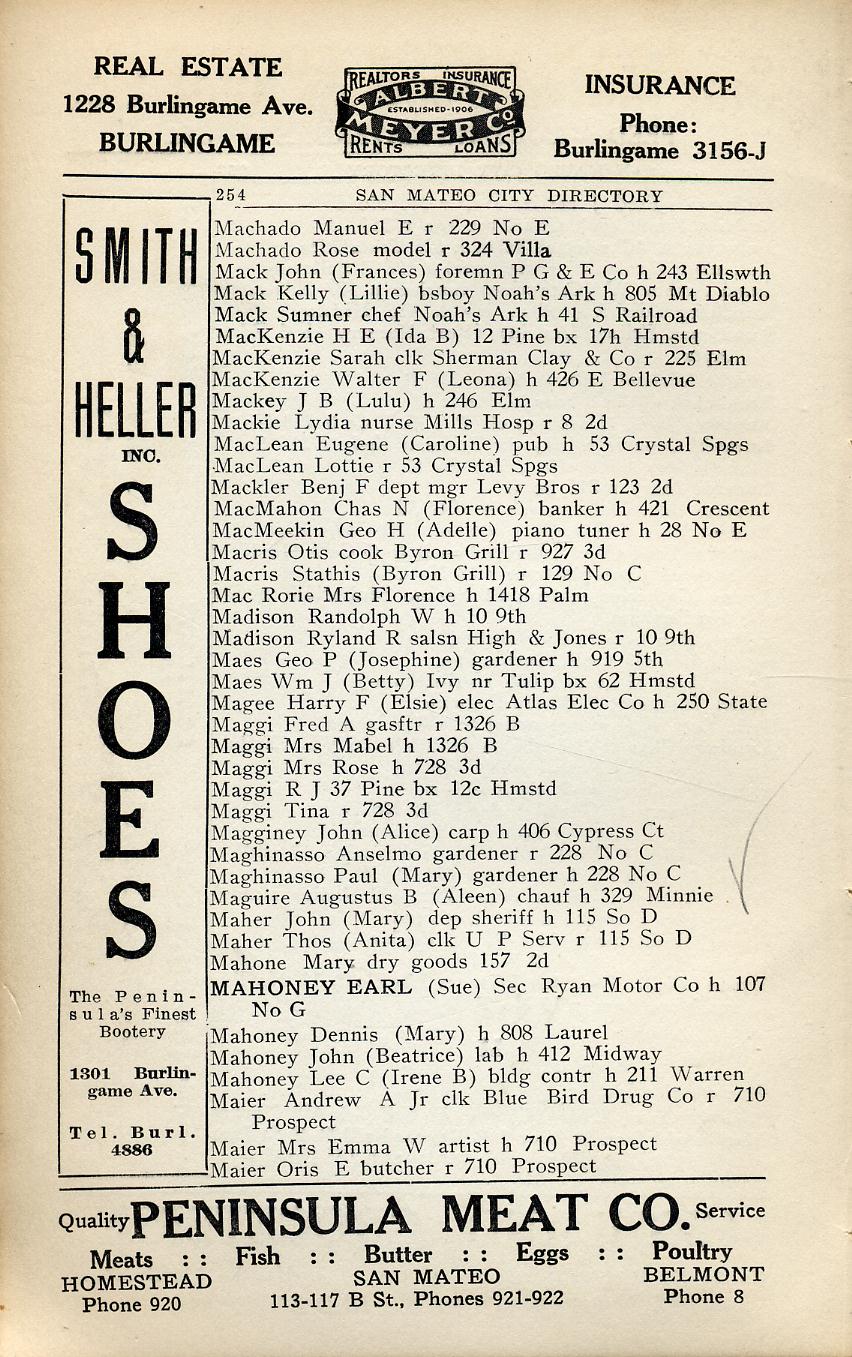 REAL ESTATE
1228 Burlingame Ave.
BURLINGAME
REALTORS INSURANCE
ALBERT
ESTABLISHED-1906
MEYER Co
RENTS LOANS
INSURANCE
Phone:
Burlingame 3156-J
254 SAN MATEO CITY DIRECTORY
SMITH
&
HELLER
INC.
S
H
O
E
S
The Penin-
sula's Finest
Bootery
1301 Burlin-
game Ave.
Tel. Burl.
4886
Machado Manuel E r 229 No E
Machado Rose model r 324 Villa
Mack John (Frances) foremn P G & E Co h 243 Ellswth
Mack Kelly (Lillie) bsboy Noah's Ark h 805 Mt Diablo
Mack Sumner chef Noah's Ark h 41 S Railroad
MacKenzie H E (Ida B) 12 Pine bx 17h Hmstd
MacKenzie Sarah clk Sherman Clay & Co r 225 Elm
MacKenzie Walter F (Leona) h 426 E Bellevue
Mackey J B (Lulu) h 246 Elm
Mackie Lydia nurse Mills Hosp r 8 2d
MacLean Eugene (Caroline) pub h 53 Crystal Spgs
MacLean Lottie r 53 Crystal Spgs
Mackler Benj F dept mgr Levy Bros r 123 2d
MacMahon Chas N (Florence) banker h 421 Crescent
MacMeekin Geo H (Adelle) piano tuner h 28 No E
Macris Otis cook Byron Grill r 927 3d
Macris Stathis (Byron Grill) r 129 No C
Mac Rorie Mrs Florence h 1418 Palm
Madison Randolph W h 10 9th
Madison Ryland R salsn High & Jones r 10 9th
Maes Geo P (Josephine) gardener h 919 5th
Maes Wm J (Betty) Ivy nr Tulip bx 62 Hmstd
Magee Harry F (Elsie) elec Atlas Elec Co h 250 State
Maggi Fred A gasftr r 1326 B
Maggi Mrs Mabel h 1326 B
Maggi Mrs Rose h 728 3d
Maggi R J 37 Pine bx 12c Hmstd
Maggi Tina r 728 3d
Magginey John (Alice) carp h 406 Cypress Ct
Maghinasso Anselmo gardener r 228 No C
Maghinasso Paul (Mary) gardener h 228 No C
Maguire Augustus B (Aleen) chauf h 329 Minnie
Maher John (Mary) dep sheriff h 115 So D
Maher Thos (Anita) clk U P Serv r 115 So D
Mahone Mary dry goods 157 2d
MAHONEY EARL (Sue) Sec Ryan Motor Co h 107
No G
Mahoney Dennis (Mary) h 808 Laurel
Mahoney John (Beatrice) lab h 412 Midway
Mahoney Lee C (Irene B) bldg contr h 211 Warren
Maier Andrew A Jr clk Blue Bird Drug Co r 710
Prospect
Maier Mrs Emma W artist h 710 Prospect
Maier Oris E butcher r 710 Prospect
Quality PENINSULA MEAT CO. Service
Meats : : Fish : : Butter : : Eggs : : Poultry
HOMESTEAD SAN MATEO BELMONT
Phone 920 113-117 B St., Phones 921-922 Phone 8